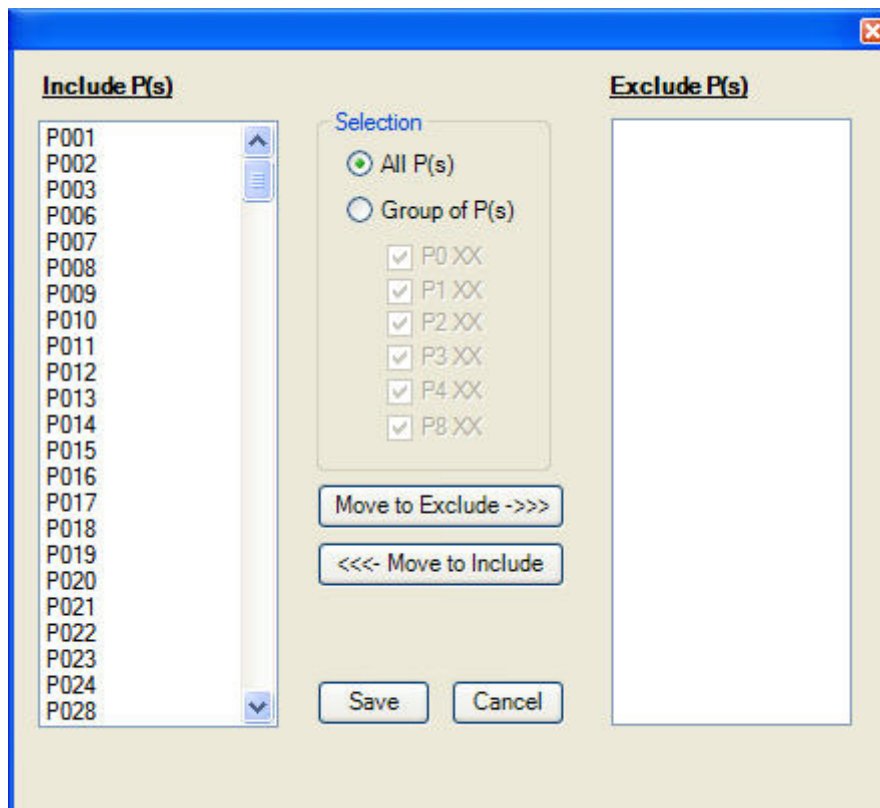 Include P(s)
P001
P002
P003
P006
P007
P008
P009
P010
P011
P012
P013
P014
P015
P016
P017
P018
P019
P020
P021
P022
P023
P024
P028
Selection
All P(s)
Group of P(s)
P0 XX
P1 XX
P2 XX
P3 XX
P4 XX
P8 XX
Move to Exclude ->>>
<<<- Move to Include
Save
Cancel
Exclude P(s)